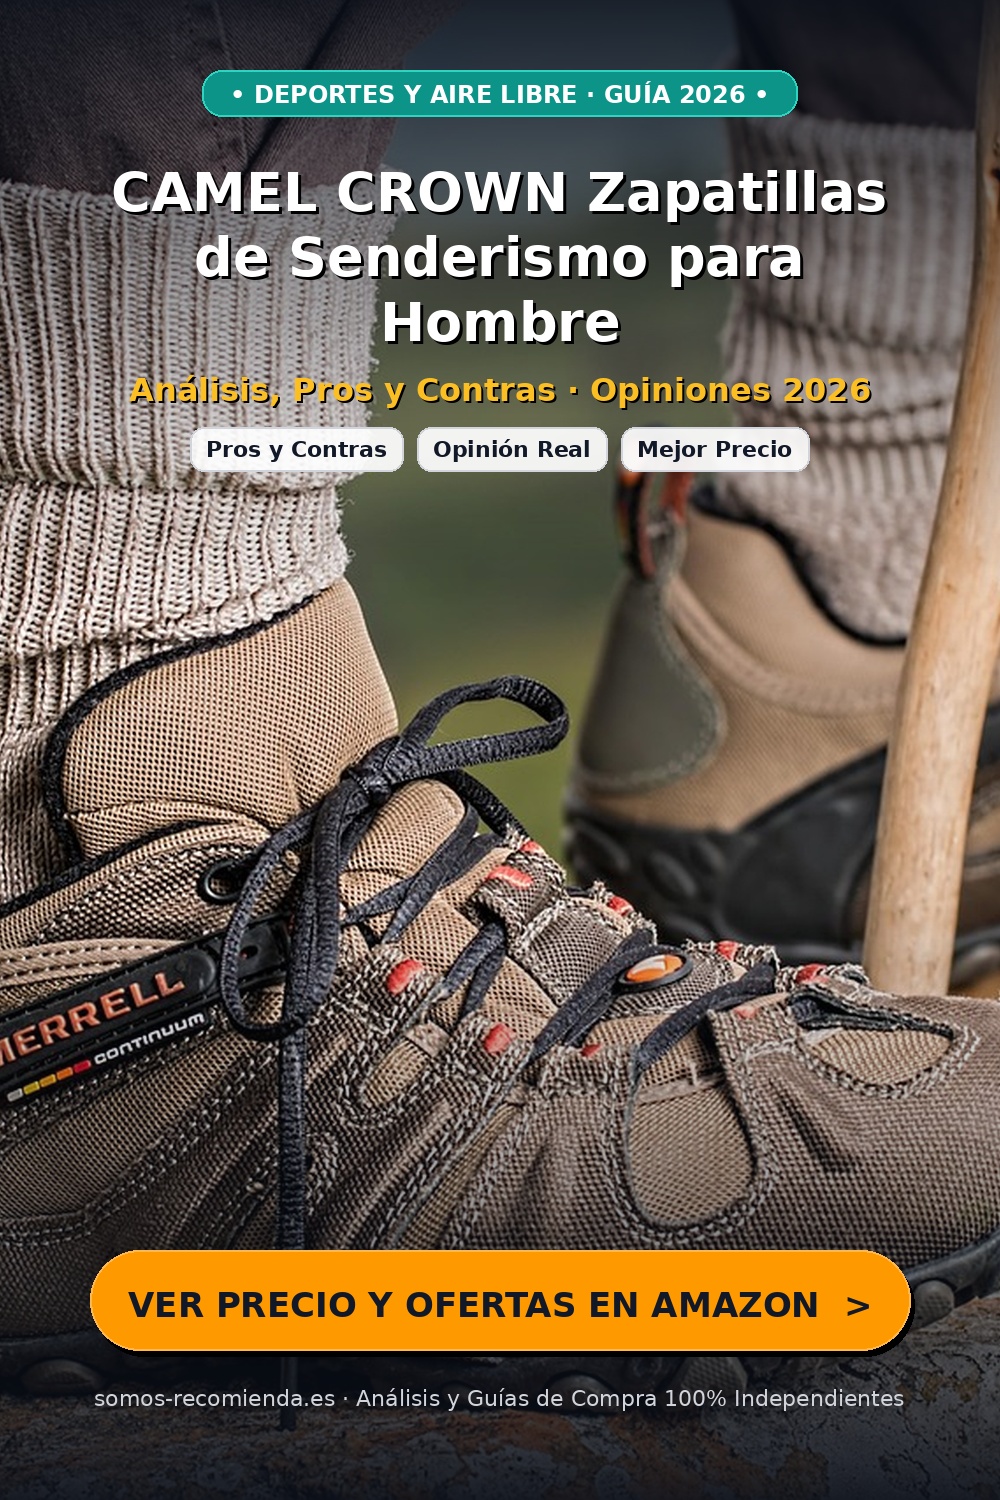 • DEPORTES Y AIRE LIBRE · GUÍA 2026 •
CAMEL CROWN Zapatillas
de Senderismo para
Hombre
Análisis, Pros y Contras · Opiniones 2026
Pros y Contras Opinión Real Mejor Precio
MERRELL
continuum
VER PRECIO Y OFERTAS EN AMAZON >
somos-recomienda.es · Análisis y Guías de Compra 100% Independientes